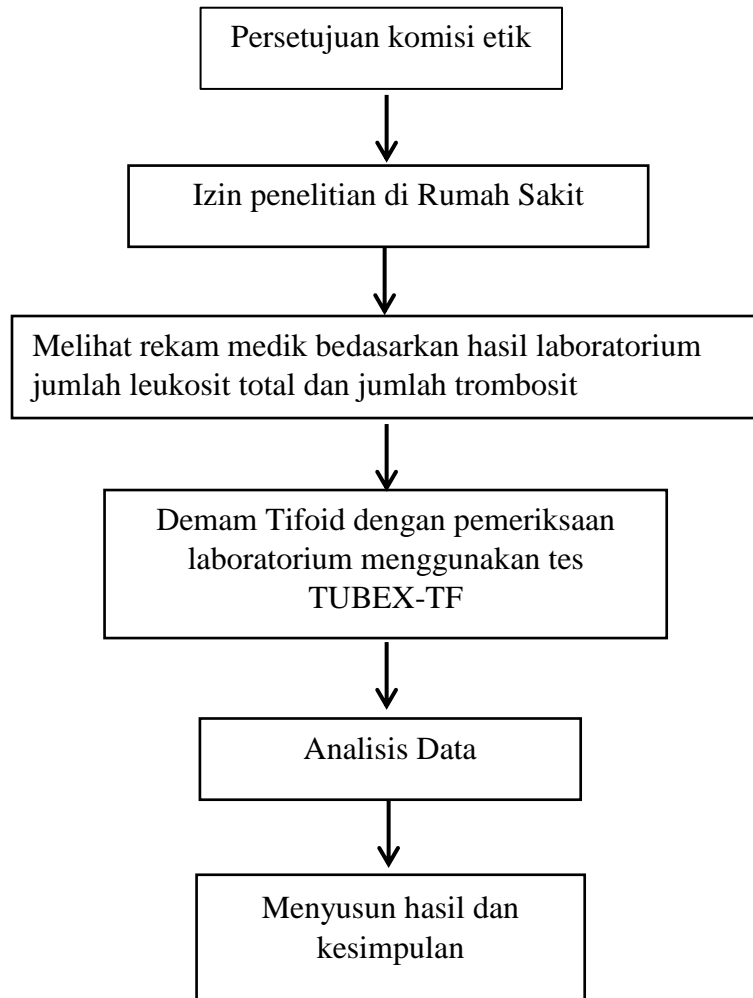 Persetujuan komisi etik
Izin penelitian di Rumah Sakit
Melihat rekam medik bedasarkan hasil laboratorium
jumlah leukosit total dan jumlah trombosit
Demam Tifoid dengan pemeriksaan
laboratorium menggunakan tes
TUBEX-TF
Analisis Data
Menyusun hasil dan
kesimpulan